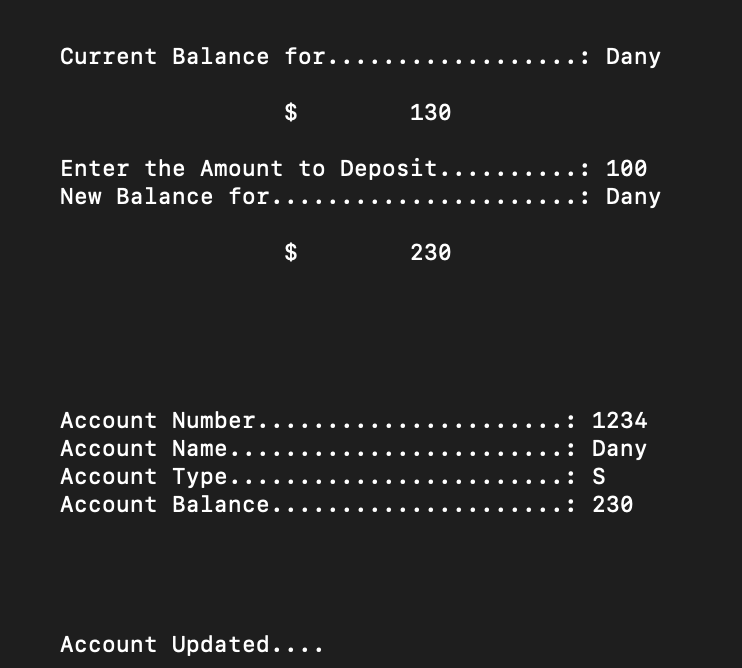 Current Balance for..................: Dany
$        130
Enter the Amount to Deposit..........: 100
New Balance for......................: Dany
$        230
Account Number......................: 1234
Account Name........................: Dany
Account Type........................: S
Account Balance.....................: 230
Account Updated....